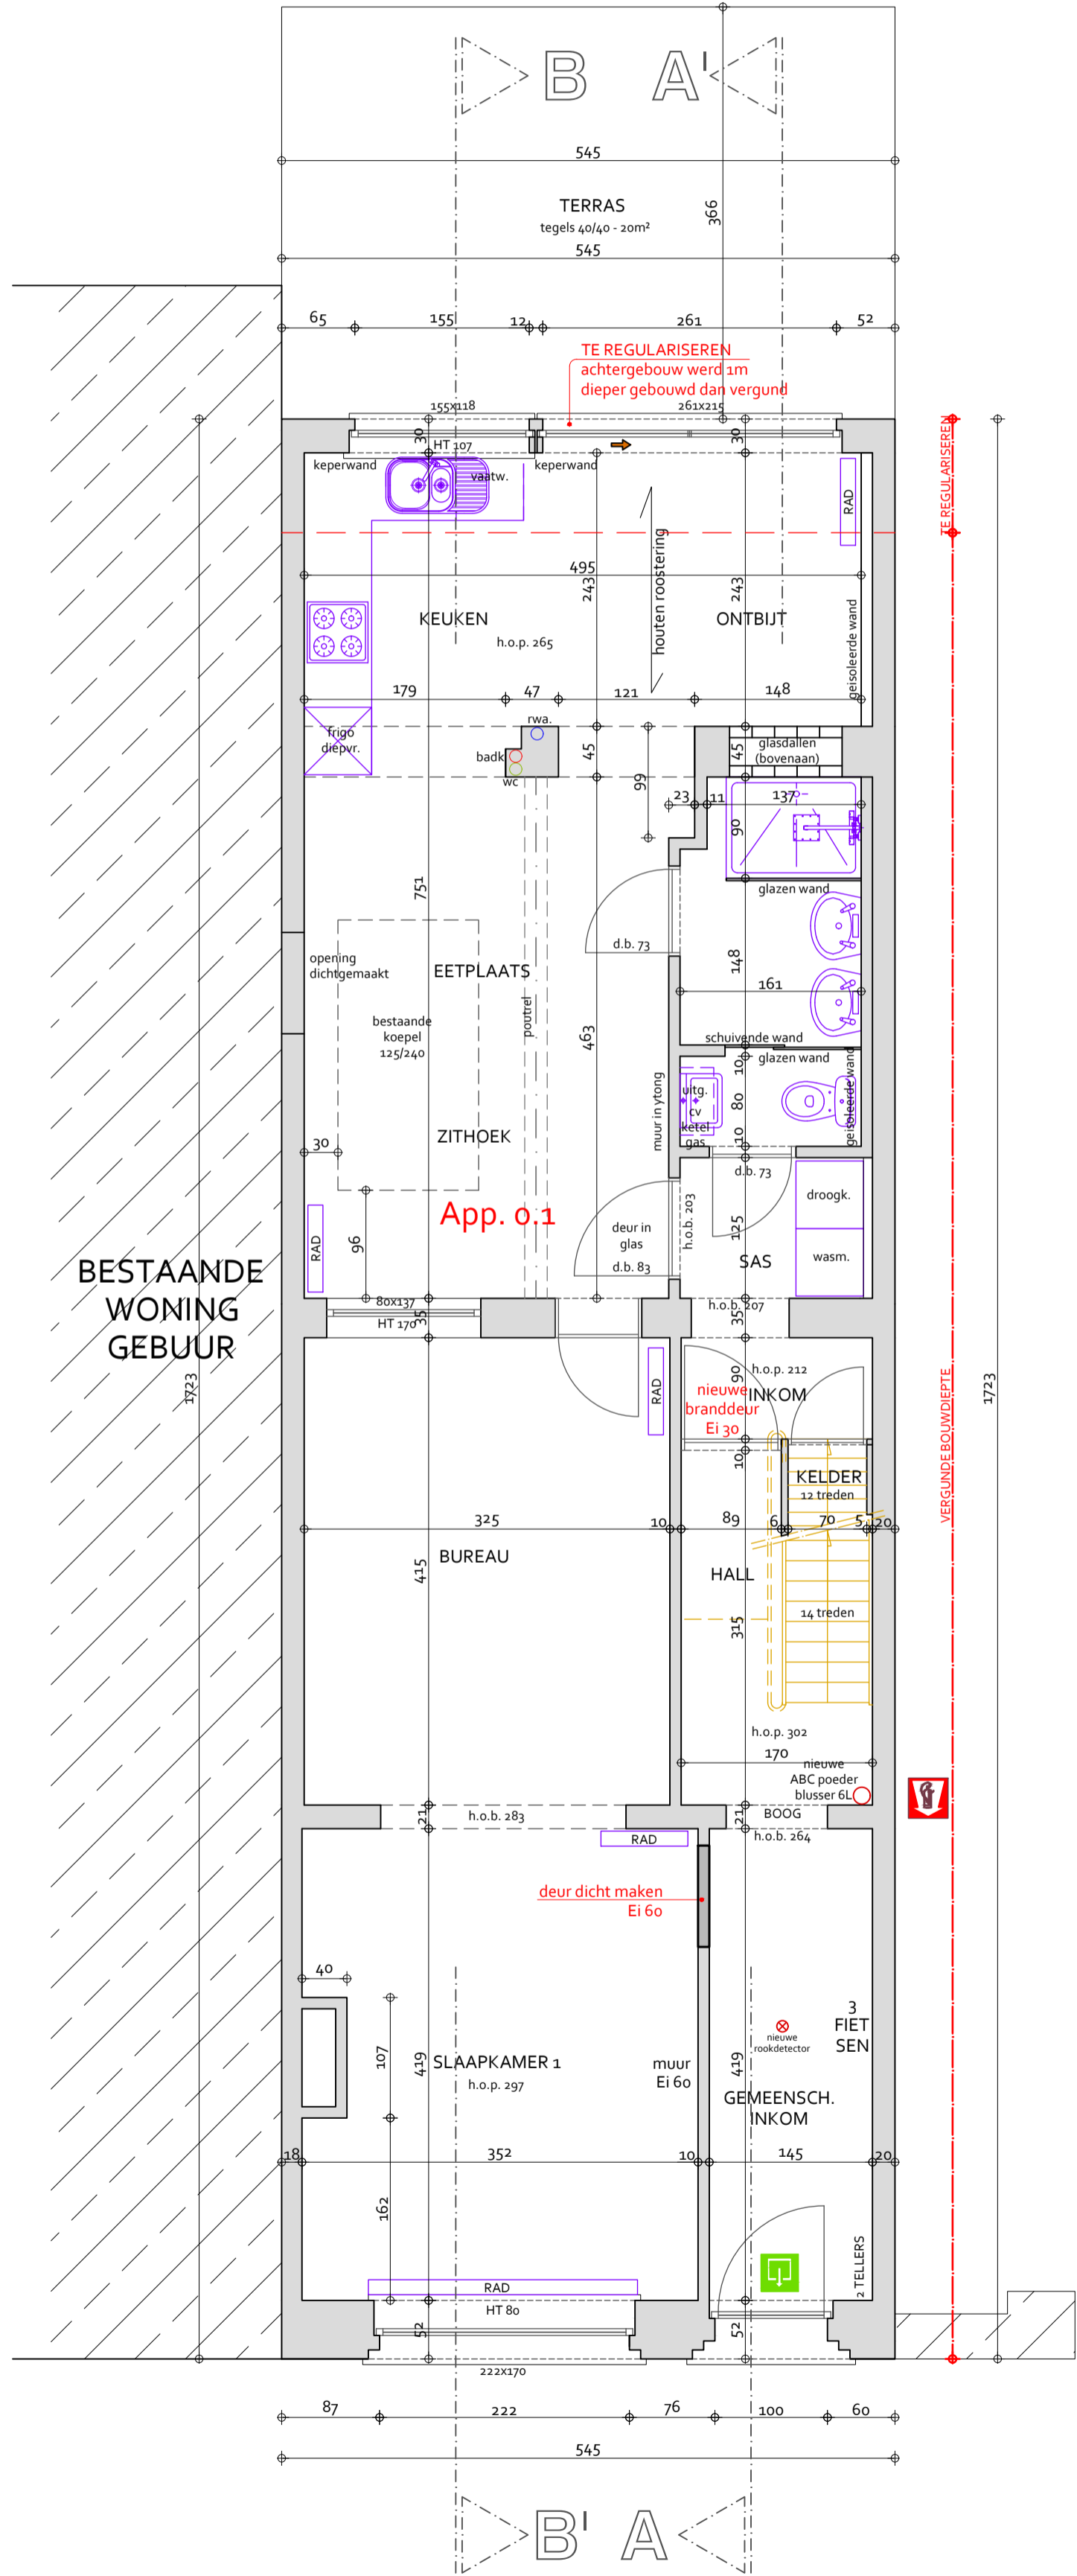 B A'
545
TERRAS
366
tegels 40/40 - 20m²
545
65 155 12 261 52
TE REGULARISEREN
achtergebouw werd 1m
dieper gebouwd dan vergund
155x118 261x215
30 HT 107 30
keperwand keperwand
vaatw.
RAD
TE REGULARISEREN
houten roostering
495
243 243
KEUKEN ONTBIJT
h.o.p. 265
geisoleerde wand
179 47 121 148
rwa.
frigo
diepvr.
badk
wc
45 99 45
glasdallen
(bovenaan)
23 11 137
90
751
glazen wand
d.b. 73
148
opening
dichtgemaakt
EETPLAATS
161
bestaande
koepel
125/240
poutrel
463
schuivende wand
glazen wand
10
muur in ytong
uitg.
cv
ketel
gas
80
geisoleerde wand
10
ZITHOEK
30
d.b. 73
droogk.
App. 0.1
h.o.b. 203
125
RAD
96
deur in
glas
d.b. 83
SAS
wasm.
BESTAANDE
WONING
GEBUUR
80x137
35
HT 170
h.o.b. 207
35
1723
RAD
90
h.o.p. 212
INKOM
nieuwe
branddeur
Ei 30
1723
VERGUNDE BOUWDIEPTE
10
KELDER
12 treden
325 10 89 6 70 5 20
BUREAU
415
HALL
315
14 treden
h.o.p. 302
170
nieuwe
ABC poeder
blusser 6L
21
h.o.b. 283
21
BOOG
h.o.b. 264
RAD
deur dicht maken
Ei 60
40
3
FIET
SEN
nieuwe
rookdetector
107
419
SLAAPKAMER 1
h.o.p. 297
muur
Ei 60
419
GEMEENSCH.
INKOM
18 352 10 145 20
162
2 TELLERS
RAD
HT 80
52 52
222x170
87 222 76 100 60
545
B' A